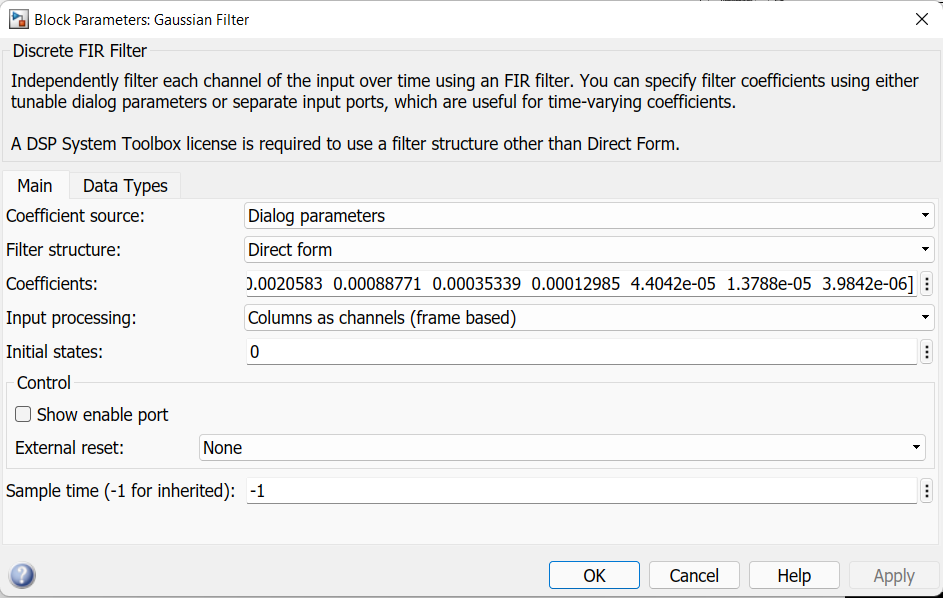 Block Parameters: Gaussian Filter
Discrete FIR Filter
Independently filter each channel of the input over time using an FIR filter. You can specify filter coefficients using either
tunable dialog parameters or separate input ports, which are useful for time-varying coefficients.
A DSP System Toolbox license is required to use a filter structure other than Direct Form.
Main Data Types
Coefficient source: Dialog parameters
Filter structure: Direct form
Coefficients: 0.0020583 0.00088771 0.00035339 0.00012985 4.4042e-05 1.3788e-05 3.9842e-06]
Input processing: Columns as channels (frame based)
Initial states: 0
Control
Show enable port
External reset: None
Sample time (-1 for inherited): -1
? OK Cancel Help Apply